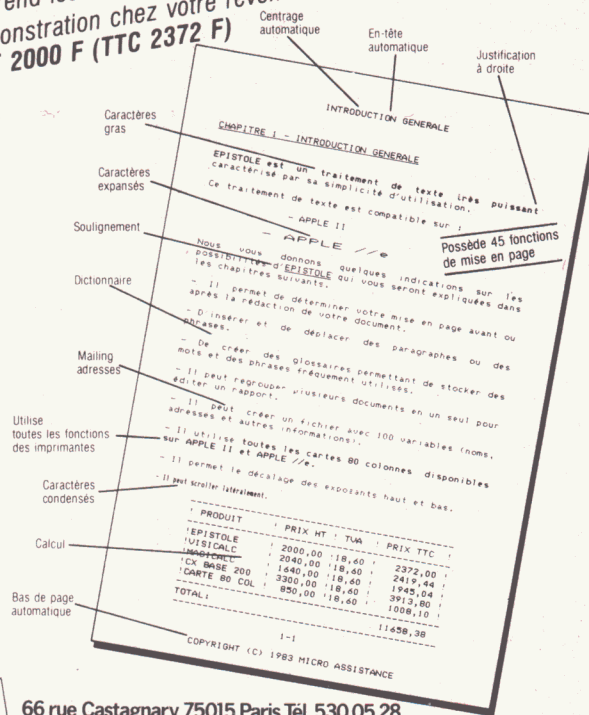 onstration chez votre
2000 F (TTC 2372 F)
Centrage
automatique
En-tête
automatique
Justification
à droite
Caractères
gras
Caractères
expansés
Soulignement
Dictionnaire
Mailing
adresses
Utilise
toutes les fonctions
des imprimantes
Caractères
condensés
Calcul
Bas de page
automatique
INTRODUCTION GENERALE
CHAPITRE 1 - INTRODUCTION GENERALE
EPISTOLE est un traitement de texte très puissant
caractérisé par sa simplicité d'utilisation.
Ce traitement de texte est compatible sur :
- APPLE II
- APPLE //e
Possède 45 fonctions
de mise en page
Nous vous donnons quelques indications sur les
possibilités d'EPISTOLE qui vous seront expliquées dans
les chapitres suivants.
- Il permet de déterminer votre mise en page avant ou
après la rédaction de votre document.
- D'insérer et de déplacer des paragraphes ou des
phrases.
- De créer des glossaires permettant de stocker des
mots et des phrases fréquement utilisés.
- Il peut regrouper plusieurs documents en un seul pour
éditer un rapport.
- Il peut créer un fichier avec 100 variables (noms,
adresses et autres informations).
- Il utilise toutes les cartes 80 colonnes disponibles
sur APPLE II et APPLE //e.
- Il permet le décalage des exposants haut et bas.
- Il peut scroller latéralement.
! PRODUIT ! PRIX HT ! TVA ! PRIX TTC !
!EPISTOLE ! 2000,00 !18,60 ! 2372,00 !
!VISICALC ! 2040,00 !18,60 ! 2419,44 !
!MAGICALC ! 1640,00 !18,60 ! 1945,04 !
!CX BASE 200 ! 3300,00 !18,60 ! 3913,80 !
!CARTE 80 COL ! 850,00 !18,60 ! 1008,10 !
TOTAL: 11658,38
1-1
COPYRIGHT (C) 1983 MICRO ASSISTANCE
66 rue Castagnary 75015 Paris Tél. 530.05.28